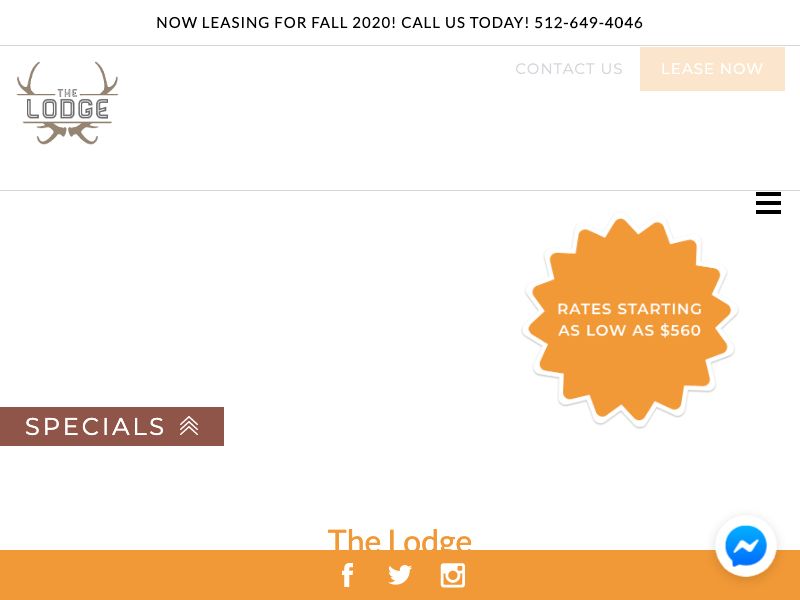 NOW LEASING FOR FALL 2020! CALL US TODAY! 512-649-4046
CONTACT US
LEASE NOW
THE
LODGE
RATES STARTING
AS LOW AS $560
SPECIALS
The Lodge